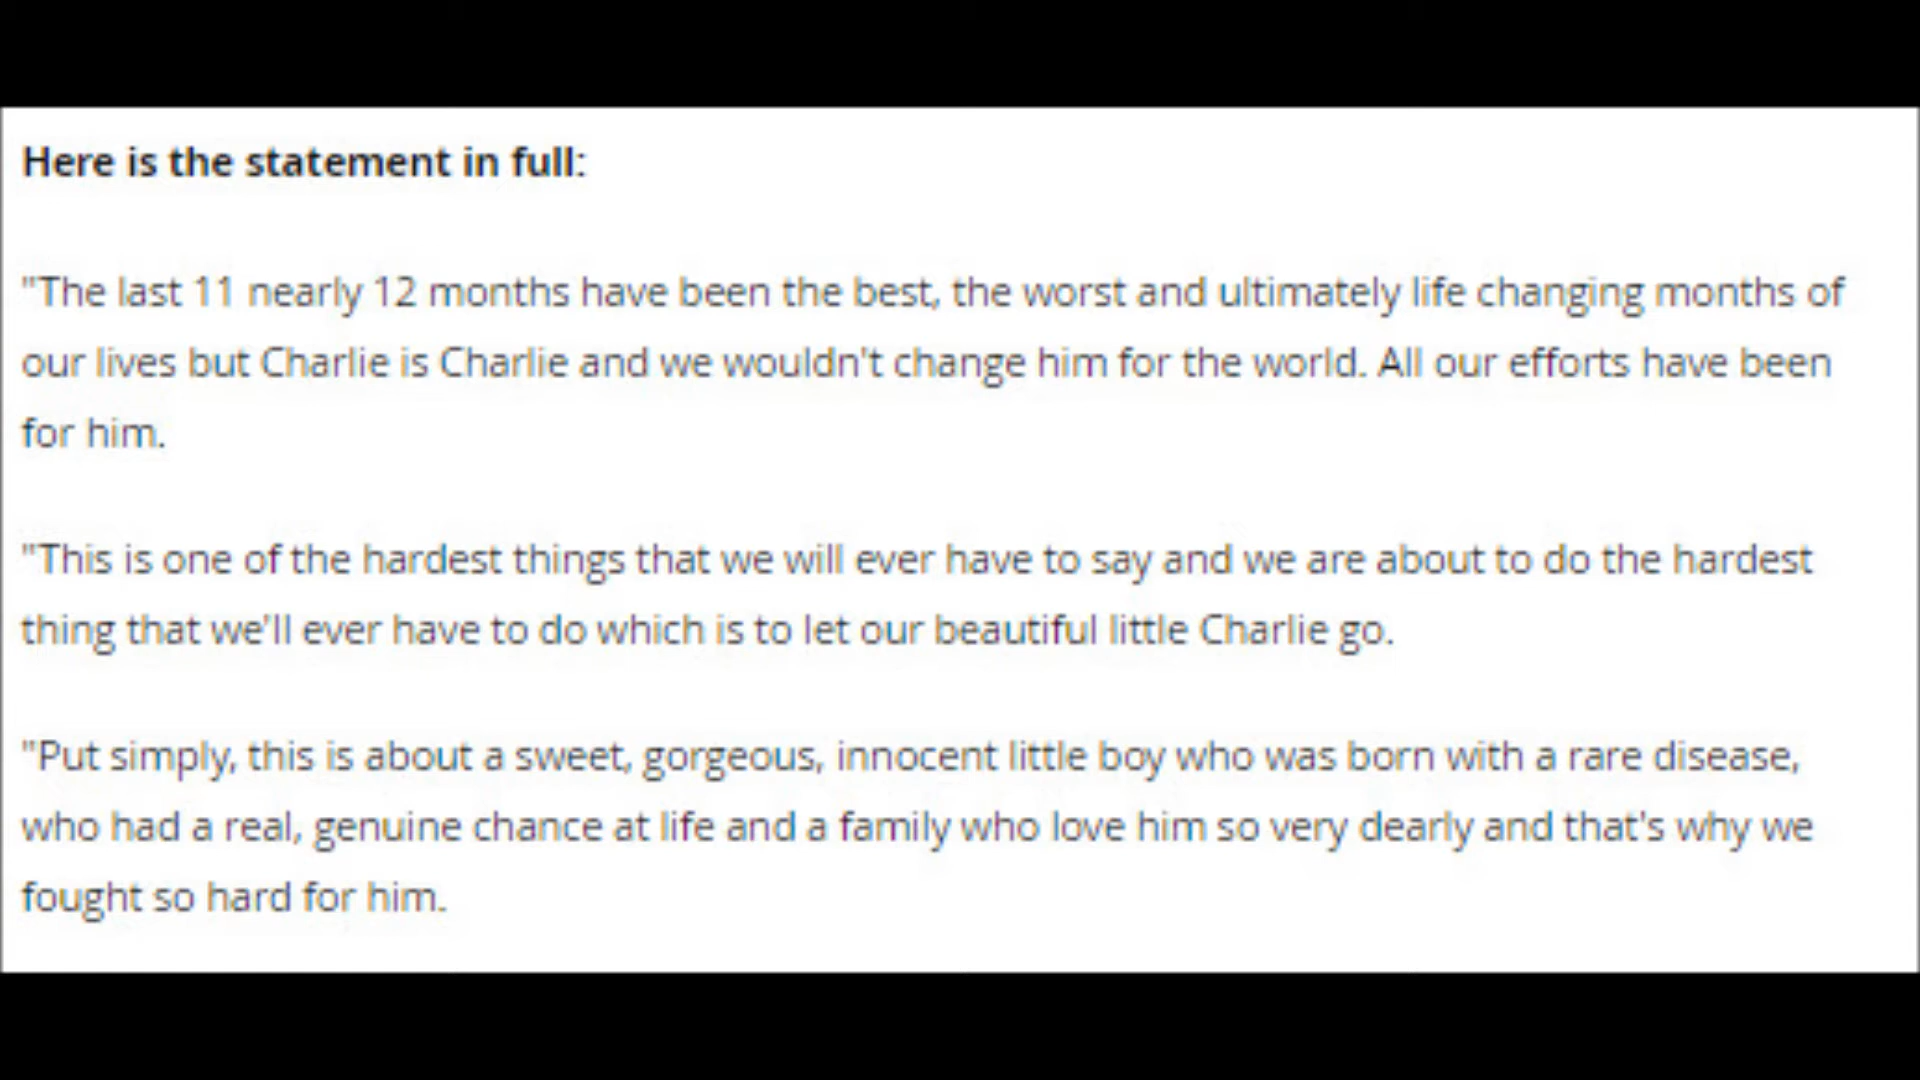 Here is the statement in full:
"The last 11 nearly 12 months have been the best, the worst and ultimately life changing months of
our lives but Charlie is Charlie and we wouldn't change him for the world. All our efforts have been
for him.
"This is one of the hardest things that we will ever have to say and we are about to do the hardest
thing that we'll ever have to do which is to let our beautiful little Charlie go.
"Put simply, this is about a sweet, gorgeous, innocent little boy who was born with a rare disease,
who had a real, genuine chance at life and a family who love him so very dearly and that's why we
fought so hard for him.